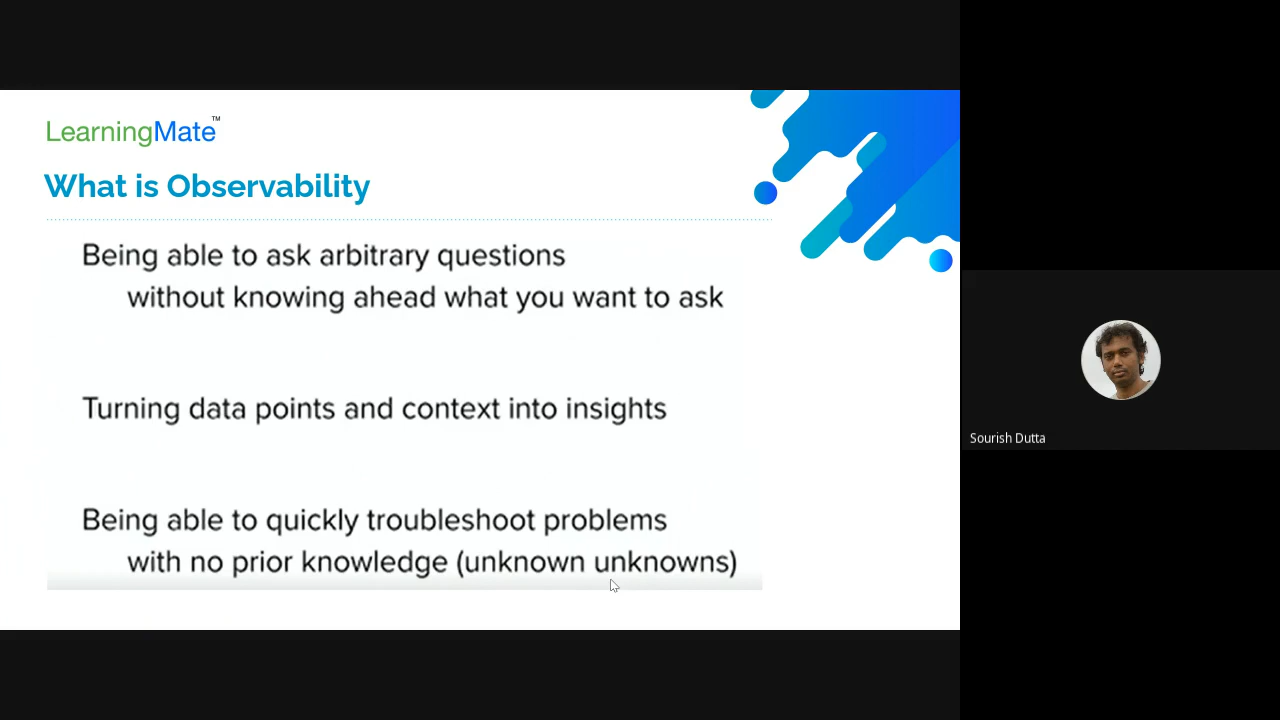 LearningMate™
What is Observability
Being able to ask arbitrary questions
without knowing ahead what you want to ask
Turning data points and context into insights
Being able to quickly troubleshoot problems
with no prior knowledge (unknown unknowns)
Sourish Dutta